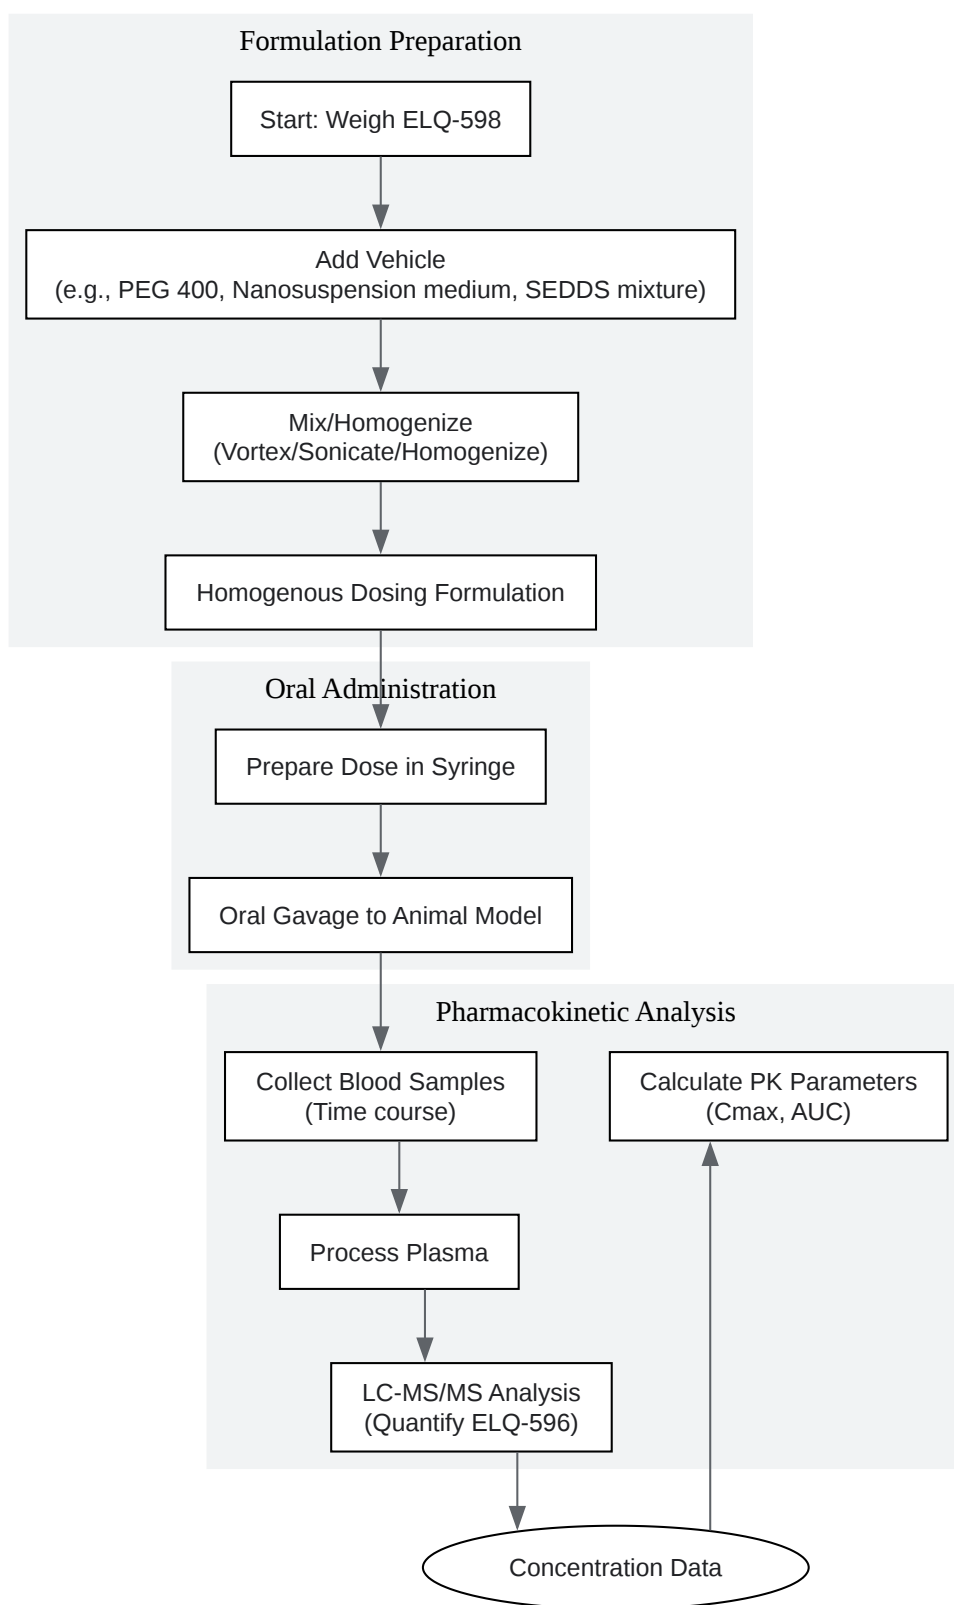 Formulation Preparation
Start: Weigh ELQ-598
Add Vehicle
(e.g., PEG 400, Nanosuspension medium, SEDDS mixture)
Mix/Homogenize
(Vortex/Sonicate/Homogenize)
Homogenous Dosing Formulation
Oral Administration
Prepare Dose in Syringe
Oral Gavage to Animal Model
Pharmacokinetic Analysis
Collect Blood Samples
(Time course)
Process Plasma
LC-MS/MS Analysis
(Quantify ELQ-596)
Concentration Data
Calculate PK Parameters
(Cmax, AUC)